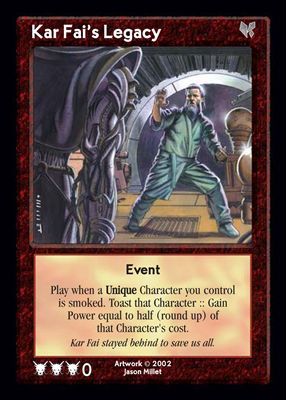 Kar Fai's Legacy
Event
Play when a Unique Character you control
is smoked. Toast that Character :: Gain
Power equal to half (round up) of
that Character's cost.
Kar Fai stayed behind to save us all.
0
Artwork © 2002
Jason Millet